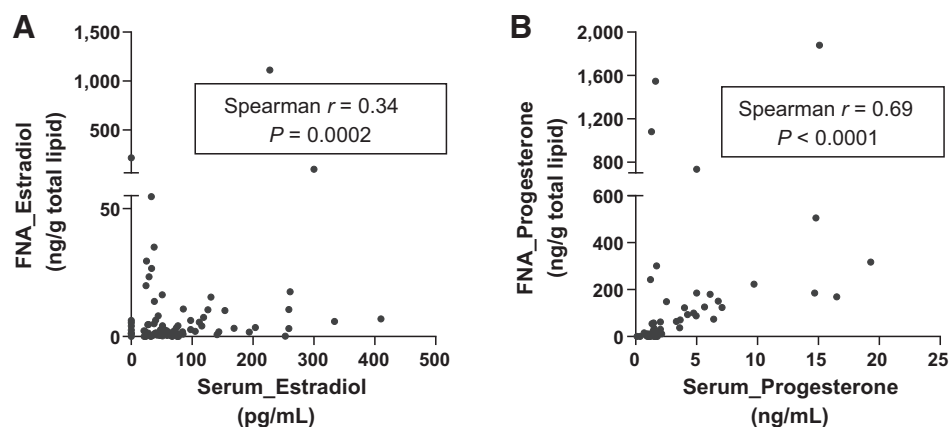 A
FNA_Estradiol
(ng/g total lipid)
1,500
1,000
500
50
0
Spearman r = 0.34
P = 0.0002
0 100 200 300 400 500
Serum_Estradiol
(pg/mL)
B
FNA_Progesterone
(ng/g total lipid)
2,000
1,600
1,200
800
600
400
200
0
Spearman r = 0.69
P < 0.0001
0 5 10 15 20 25
Serum_Progesterone
(ng/mL)